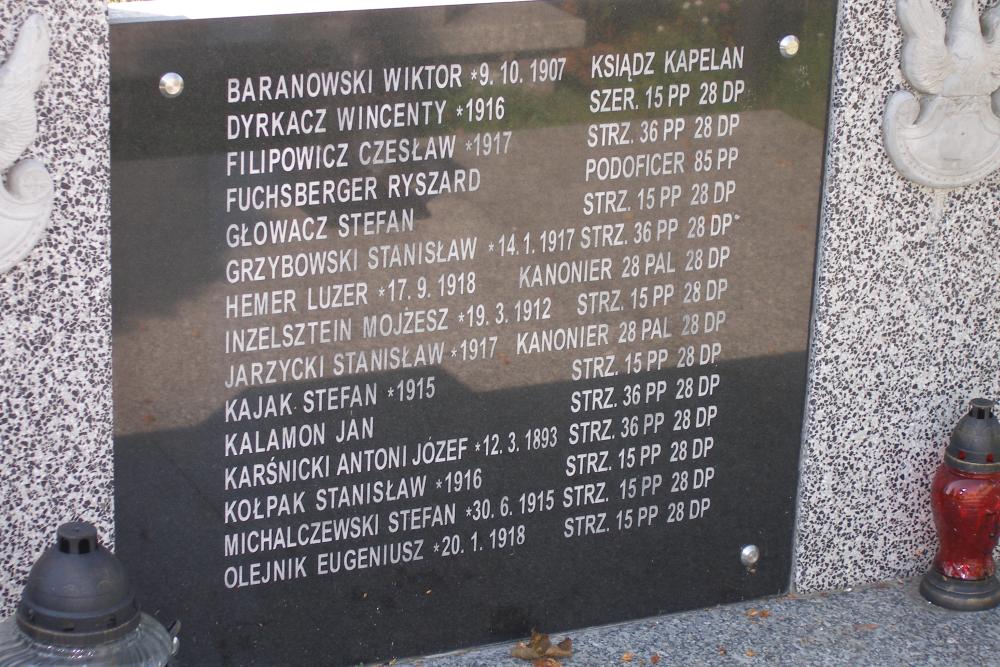 BARANOWSKI WIKTOR *9. 10. 1907 KSIĄDZ KAPELAN
DYRKACZ WINCENTY *1916 SZER. 15 PP 28 DP
FILIPOWICZ CZESŁAW *1917 STRZ. 36 PP 28 DP
FUCHSBERGER RYSZARD PODOFICER 85 PP
GŁOWACZ STEFAN STRZ. 15 PP 28 DP
GRZYBOWSKI STANISŁAW *14. 1. 1917 STRZ. 36 PP 28 DP
HEMER LUZER *17. 9. 1918 KANONIER 28 PAL 28 DP
INZELSZTEIN MOJŻESZ *19. 3. 1912 STRZ. 15 PP 28 DP
JARZYCKI STANISŁAW *1917 KANONIER 28 PAL 28 DP
KAJAK STEFAN *1915 STRZ. 15 PP 28 DP
KALAMON JAN STRZ. 36 PP 28 DP
KARŚNICKI ANTONI JÓZEF *12. 3. 1893 STRZ. 36 PP 28 DP
KOŁPAK STANISŁAW *1916 STRZ. 15 PP 28 DP
MICHALCZEWSKI STEFAN *30. 6. 1915 STRZ. 15 PP 28 DP
OLEJNIK EUGENIUSZ *20. 1. 1918 STRZ. 15 PP 28 DP